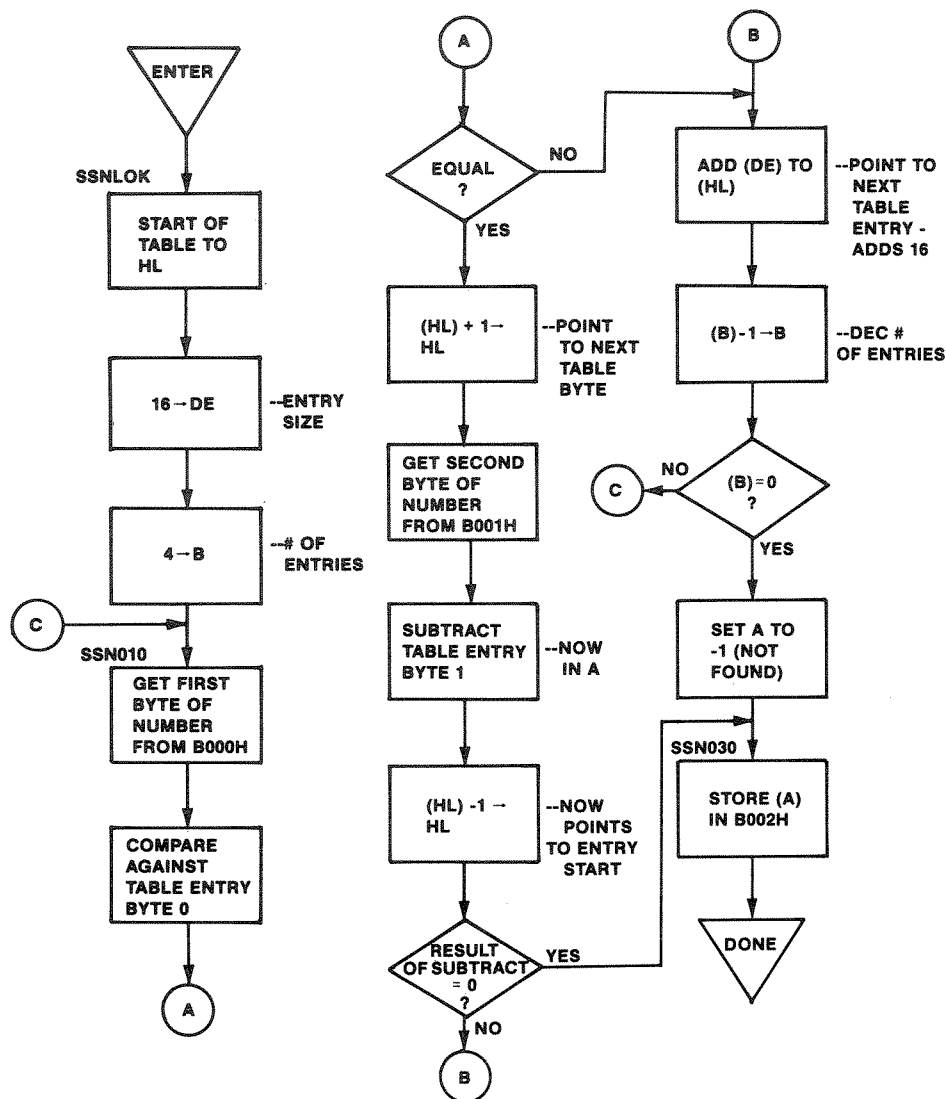 ENTER
SSNLOK
START OF
TABLE TO
HL
16→DE
--ENTRY
SIZE
4→B
--# OF
ENTRIES
C
SSN010
GET FIRST
BYTE OF
NUMBER
FROM B000H
COMPARE
AGAINST
TABLE ENTRY
BYTE 0
A
A
EQUAL
?
NO
YES
(HL) + 1→
HL
--POINT
TO NEXT
TABLE
BYTE
GET SECOND
BYTE OF
NUMBER
FROM B001H
SUBTRACT
TABLE ENTRY
BYTE 1
--NOW
IN A
(HL) -1 →
HL
--NOW
POINTS
TO ENTRY
START
RESULT
OF SUBTRACT
= 0
?
YES
NO
B
B
ADD (DE) TO
(HL)
--POINT TO
NEXT
TABLE
ENTRY -
ADDS 16
(B)-1→B
--DEC #
OF ENTRIES
(B)=0
?
NO
C
YES
SET A TO
-1 (NOT
FOUND)
SSN030
STORE (A)
IN B002H
DONE